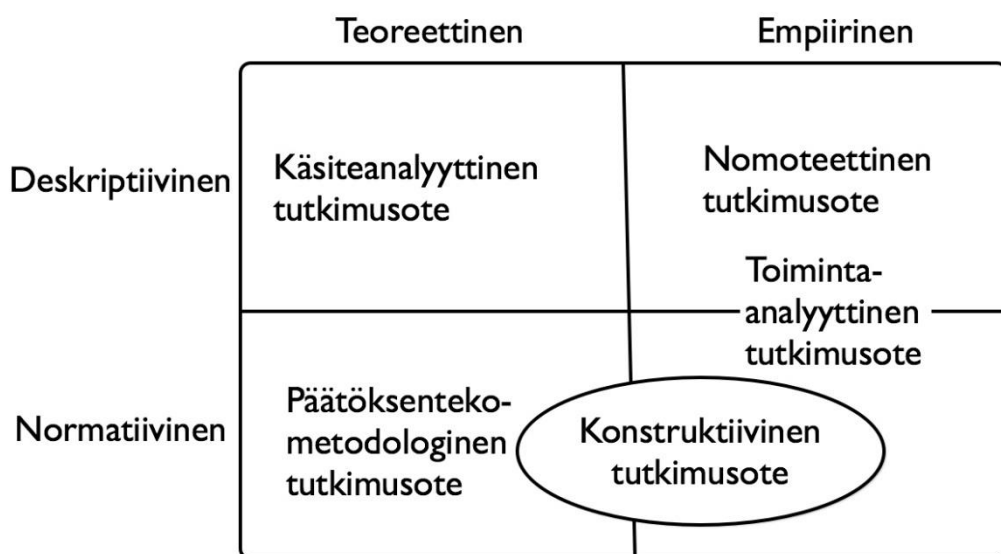 Teoreettinen
Empiirinen
Deskriptiivinen
Käsiteanalyyttinen
tutkimusote
Nomoteettinen
tutkimusote
Toiminta-
analyyttinen
tutkimusote
Normatiivinen
Päätöksenteko-
metodologinen
tutkimusote
Konstruktiivinen
tutkimusote